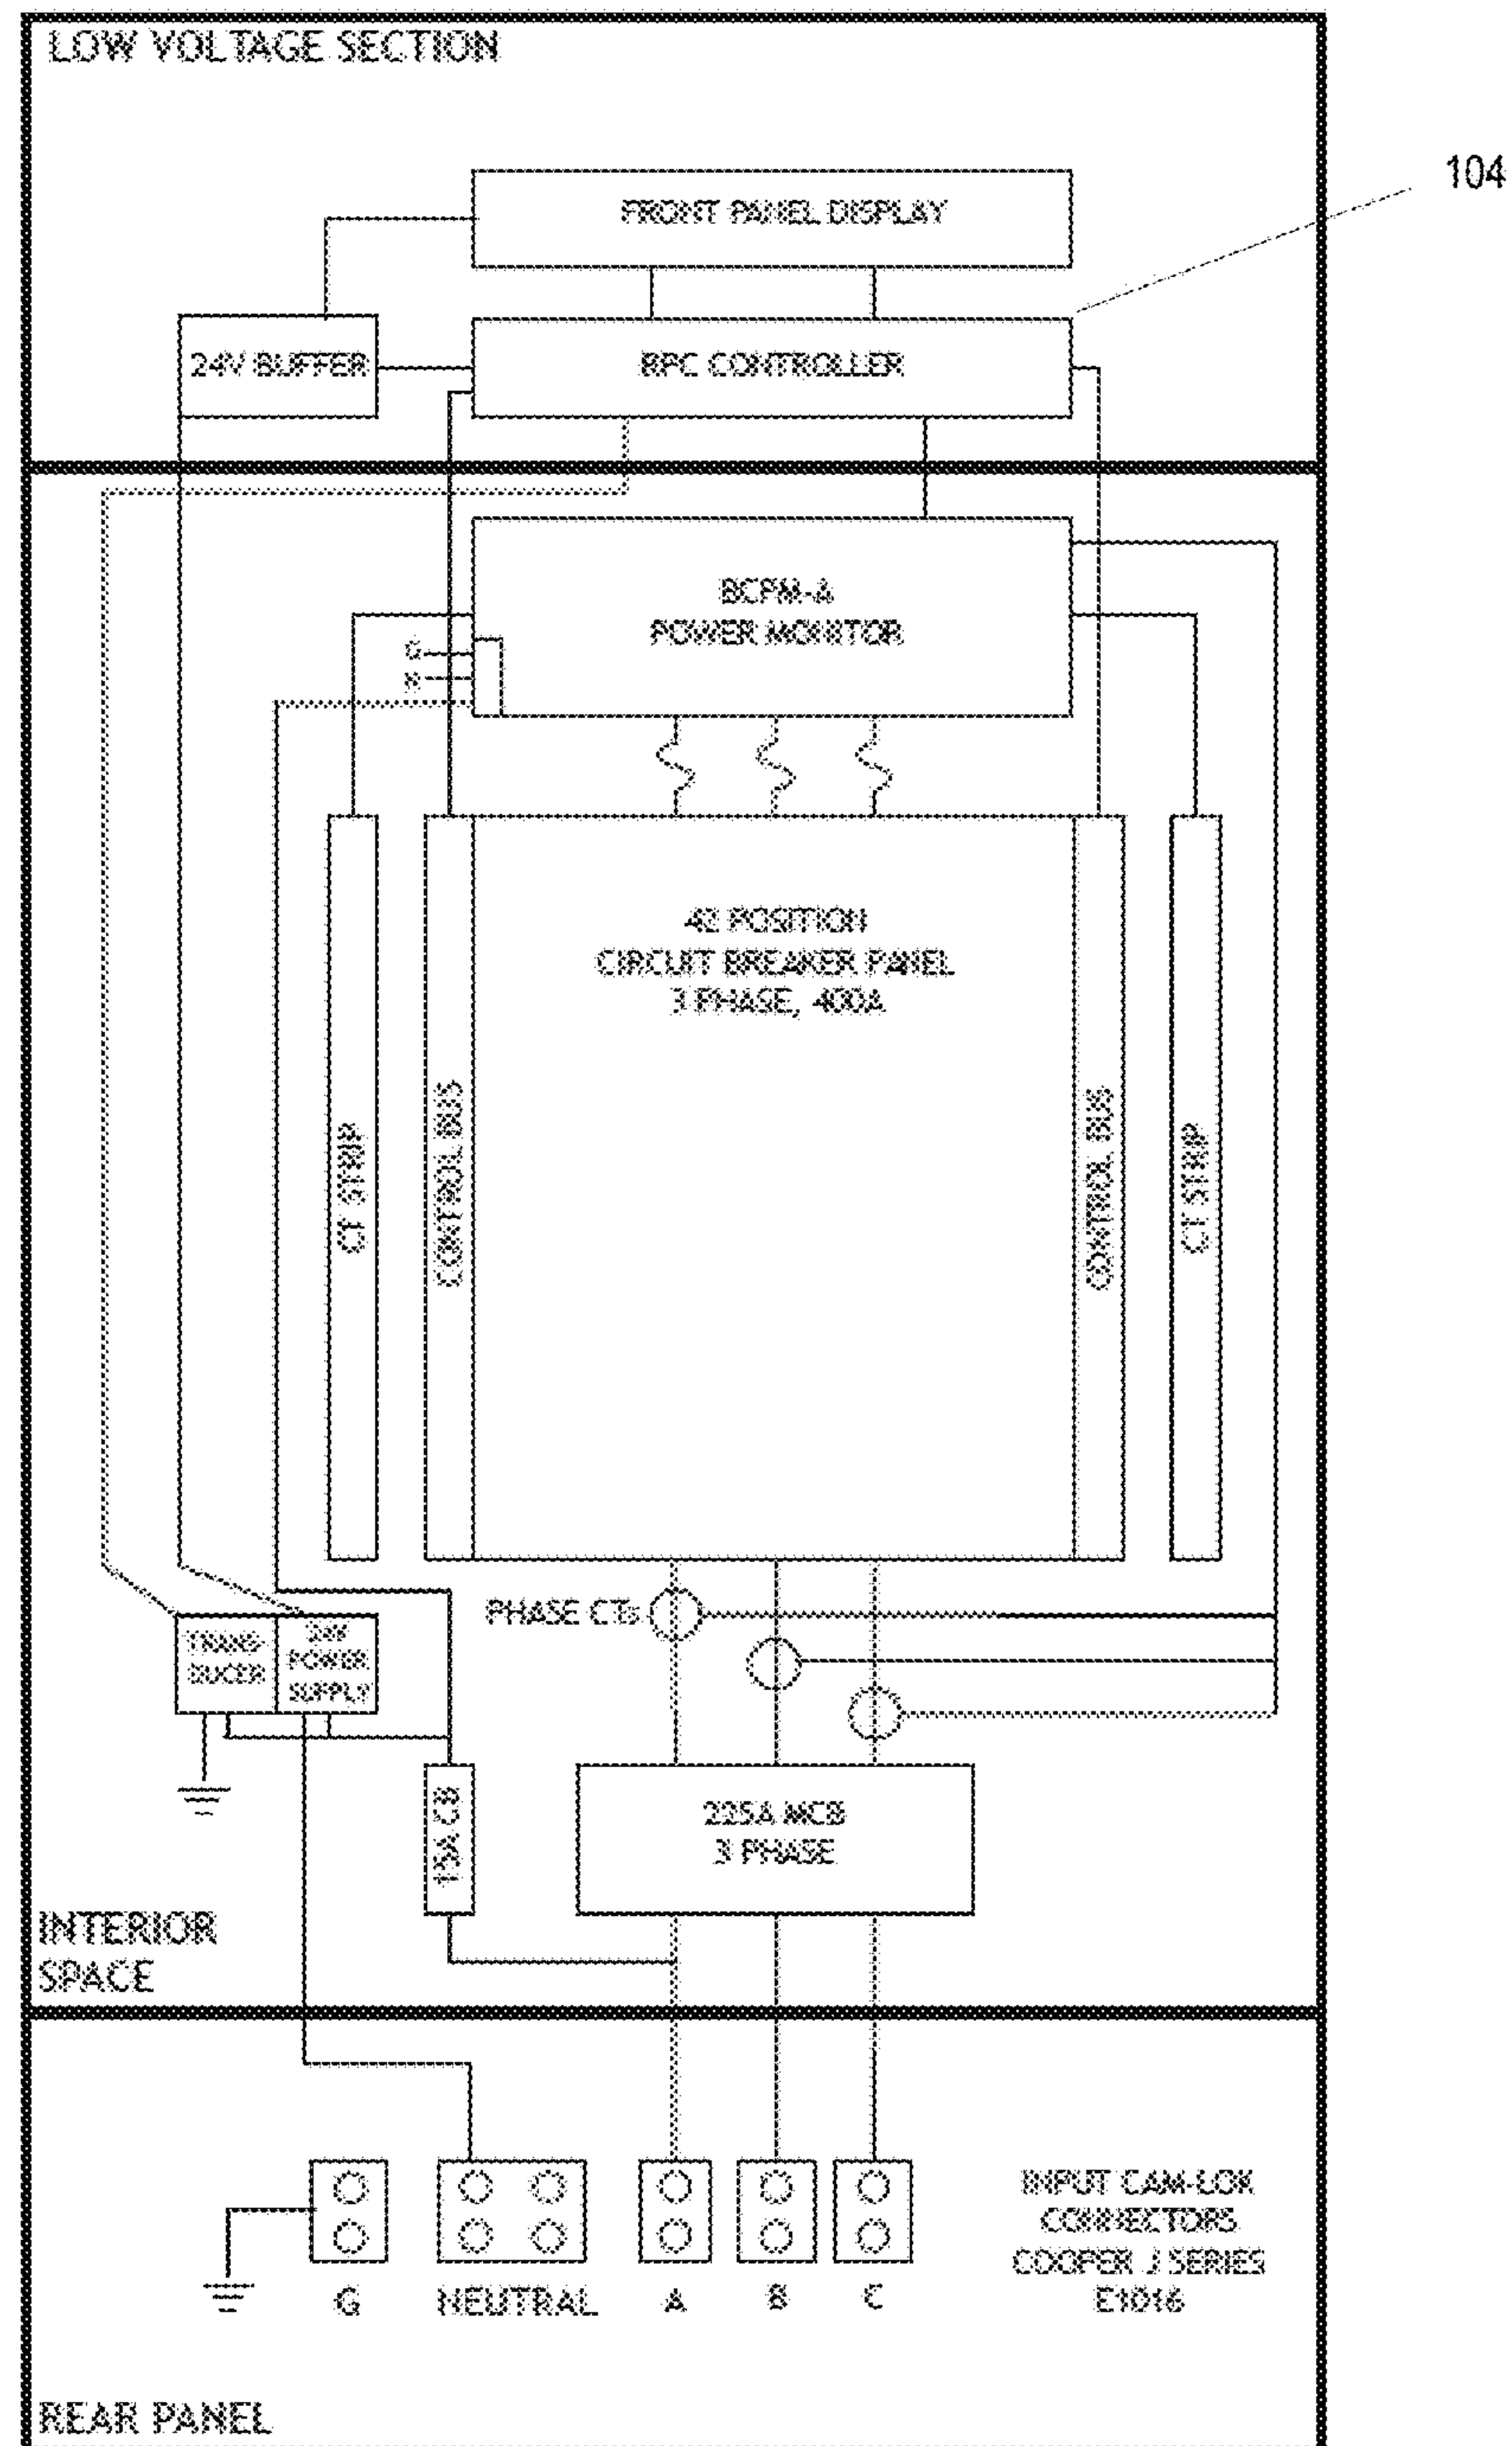 LOW VOLTAGE SECTION
104
FRONT PANEL DISPLAY
24V BUFFER
RPC CONTROLLER
BCPM-A
POWER MONITOR
G
N
42 POSITION
CIRCUIT BREAKER PANEL
3 PHASE, 400A
CT STRIP
CONTROL BUS
CONTROL BUS
CT STRIP
PHASE CTs
TRANS-
DUCER
24V
POWER
SUPPLY
15A CB
225A MCB
3 PHASE
INTERIOR
SPACE
INPUT CAM-LOK
CONNECTORS
COOPER J SERIES
E1016
G
NEUTRAL
A
B
C
REAR PANEL